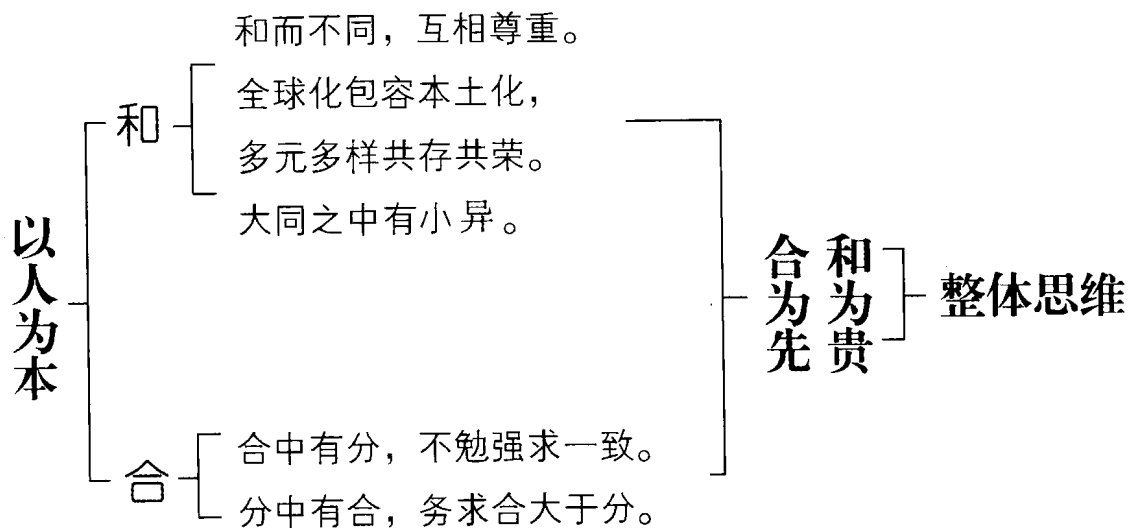 以人为本
和
和而不同，互相尊重。
全球化包容本土化，
多元多样共存共荣。
大同之中有小异。
合
合中有分，不勉强求一致。
分中有合，务求合大于分。
和为贵
合为先
整体思维